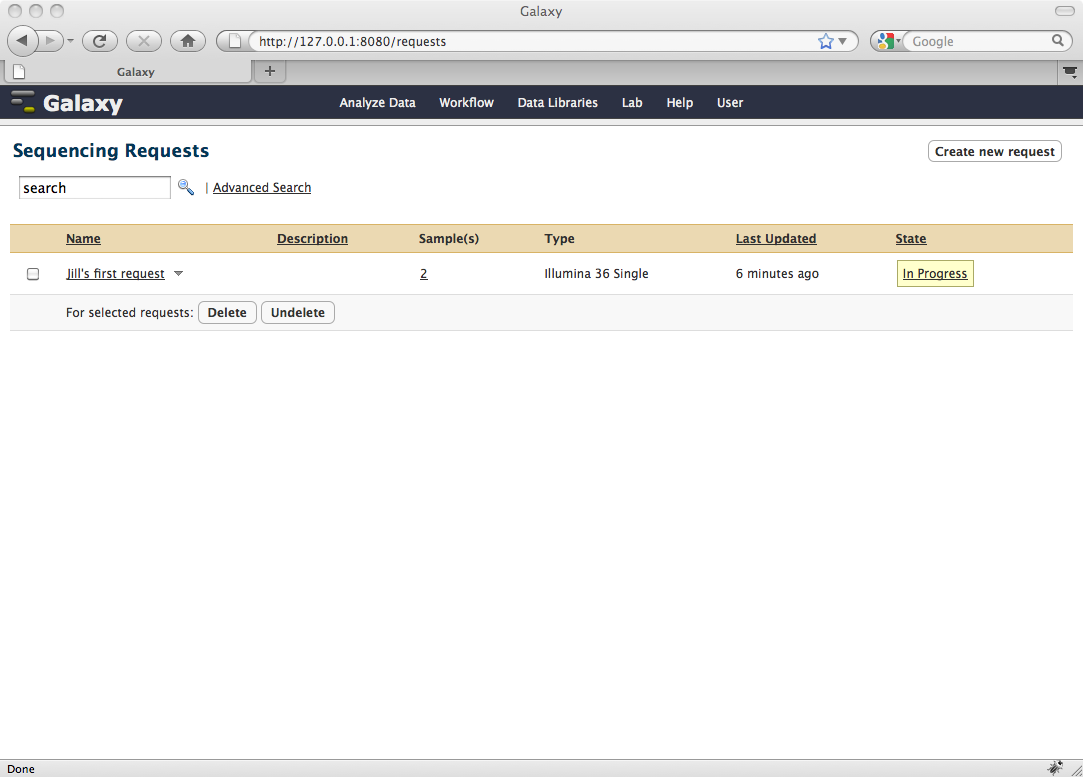 Galaxy
http://127.0.0.1:8080/requests
Google
Galaxy
Galaxy Analyze Data Workflow Data Libraries Lab Help User
Sequencing Requests Create new request
search | Advanced Search
Name Description Sample(s) Type Last Updated State
Jill's first request 2 Illumina 36 Single 6 minutes ago In Progress
For selected requests: Delete Undelete
Done